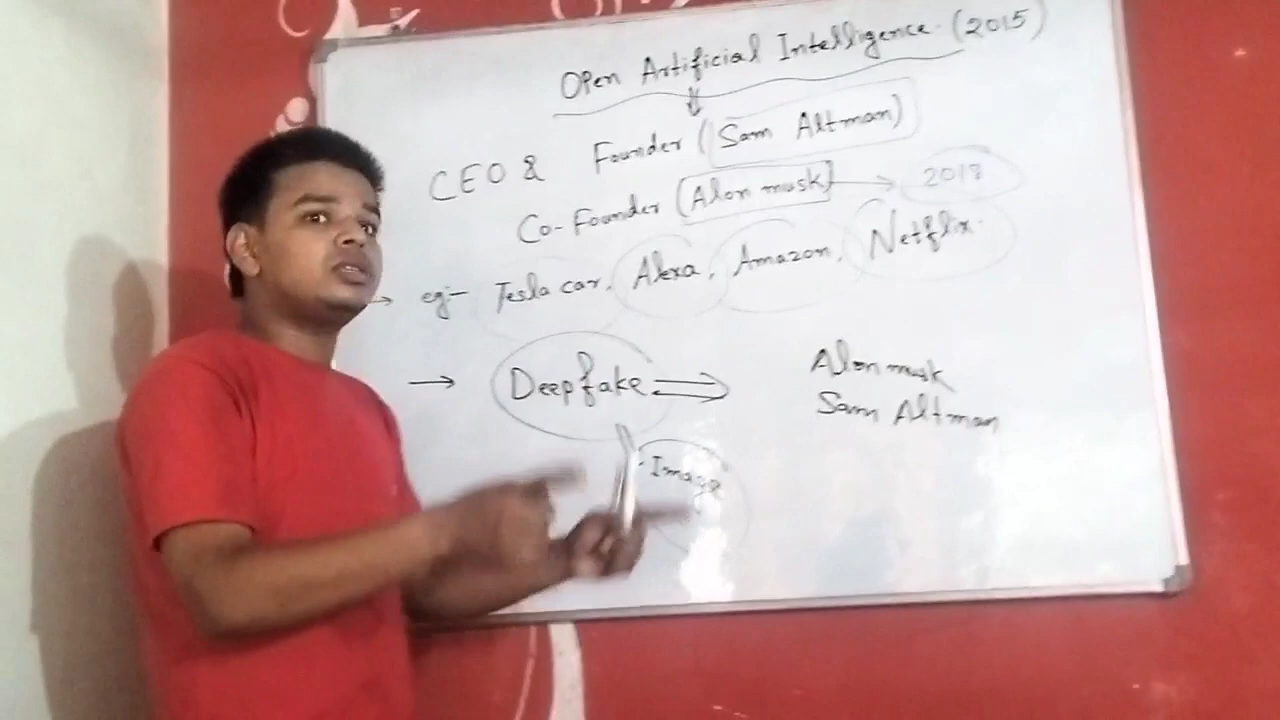 Open Artificial Intelligence. (2015)
CEO & Founder (Sam Altman)
Co-Founder (Alon musk) → 2018
→ eg:- Tesla car, Alexa, Amazon, Netflix.
→ Deepfake ⇒ Alon musk
Sam Altman
Image